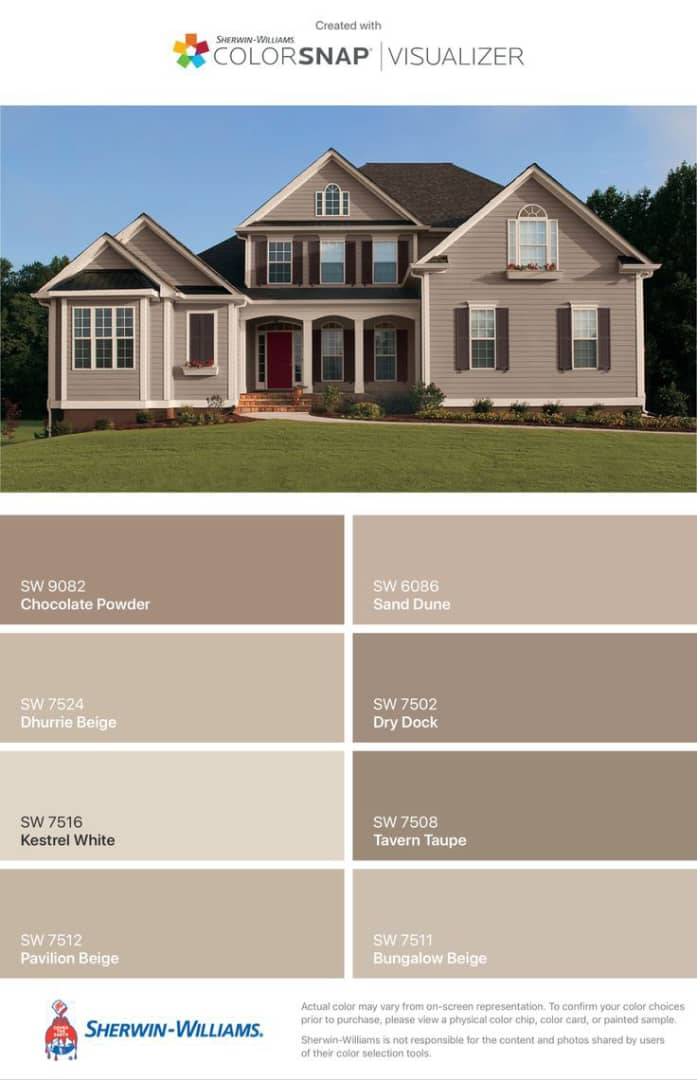 Created with
SHERWIN-WILLIAMS
COLORSNAP® | VISUALIZER
SW 9082
Chocolate Powder
SW 6086
Sand Dune
SW 7524
Dhurrie Beige
SW 7502
Dry Dock
SW 7516
Kestrel White
SW 7508
Tavern Taupe
SW 7512
Pavilion Beige
SW 7511
Bungalow Beige
COVER THE EARTH
SHERWIN-WILLIAMS.
Actual color may vary from on-screen representation. To confirm your color choices
prior to purchase, please view a physical color chip, color card, or painted sample.
Sherwin-Williams is not responsible for the content and photos shared by users
of their color selection tools.